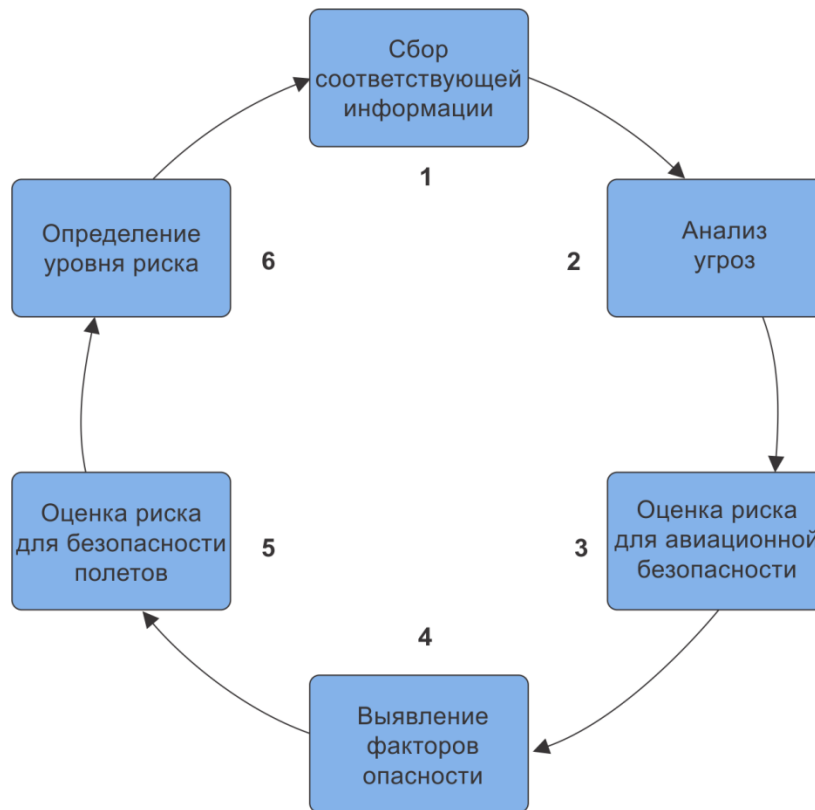 Сбор
соответствующей
информации
1
Анализ
угроз
2
Оценка риска
для авиационной
безопасности
3
4
Выявление
факторов
опасности
Оценка риска
для безопасности
полетов
5
Определение
уровня риска
6